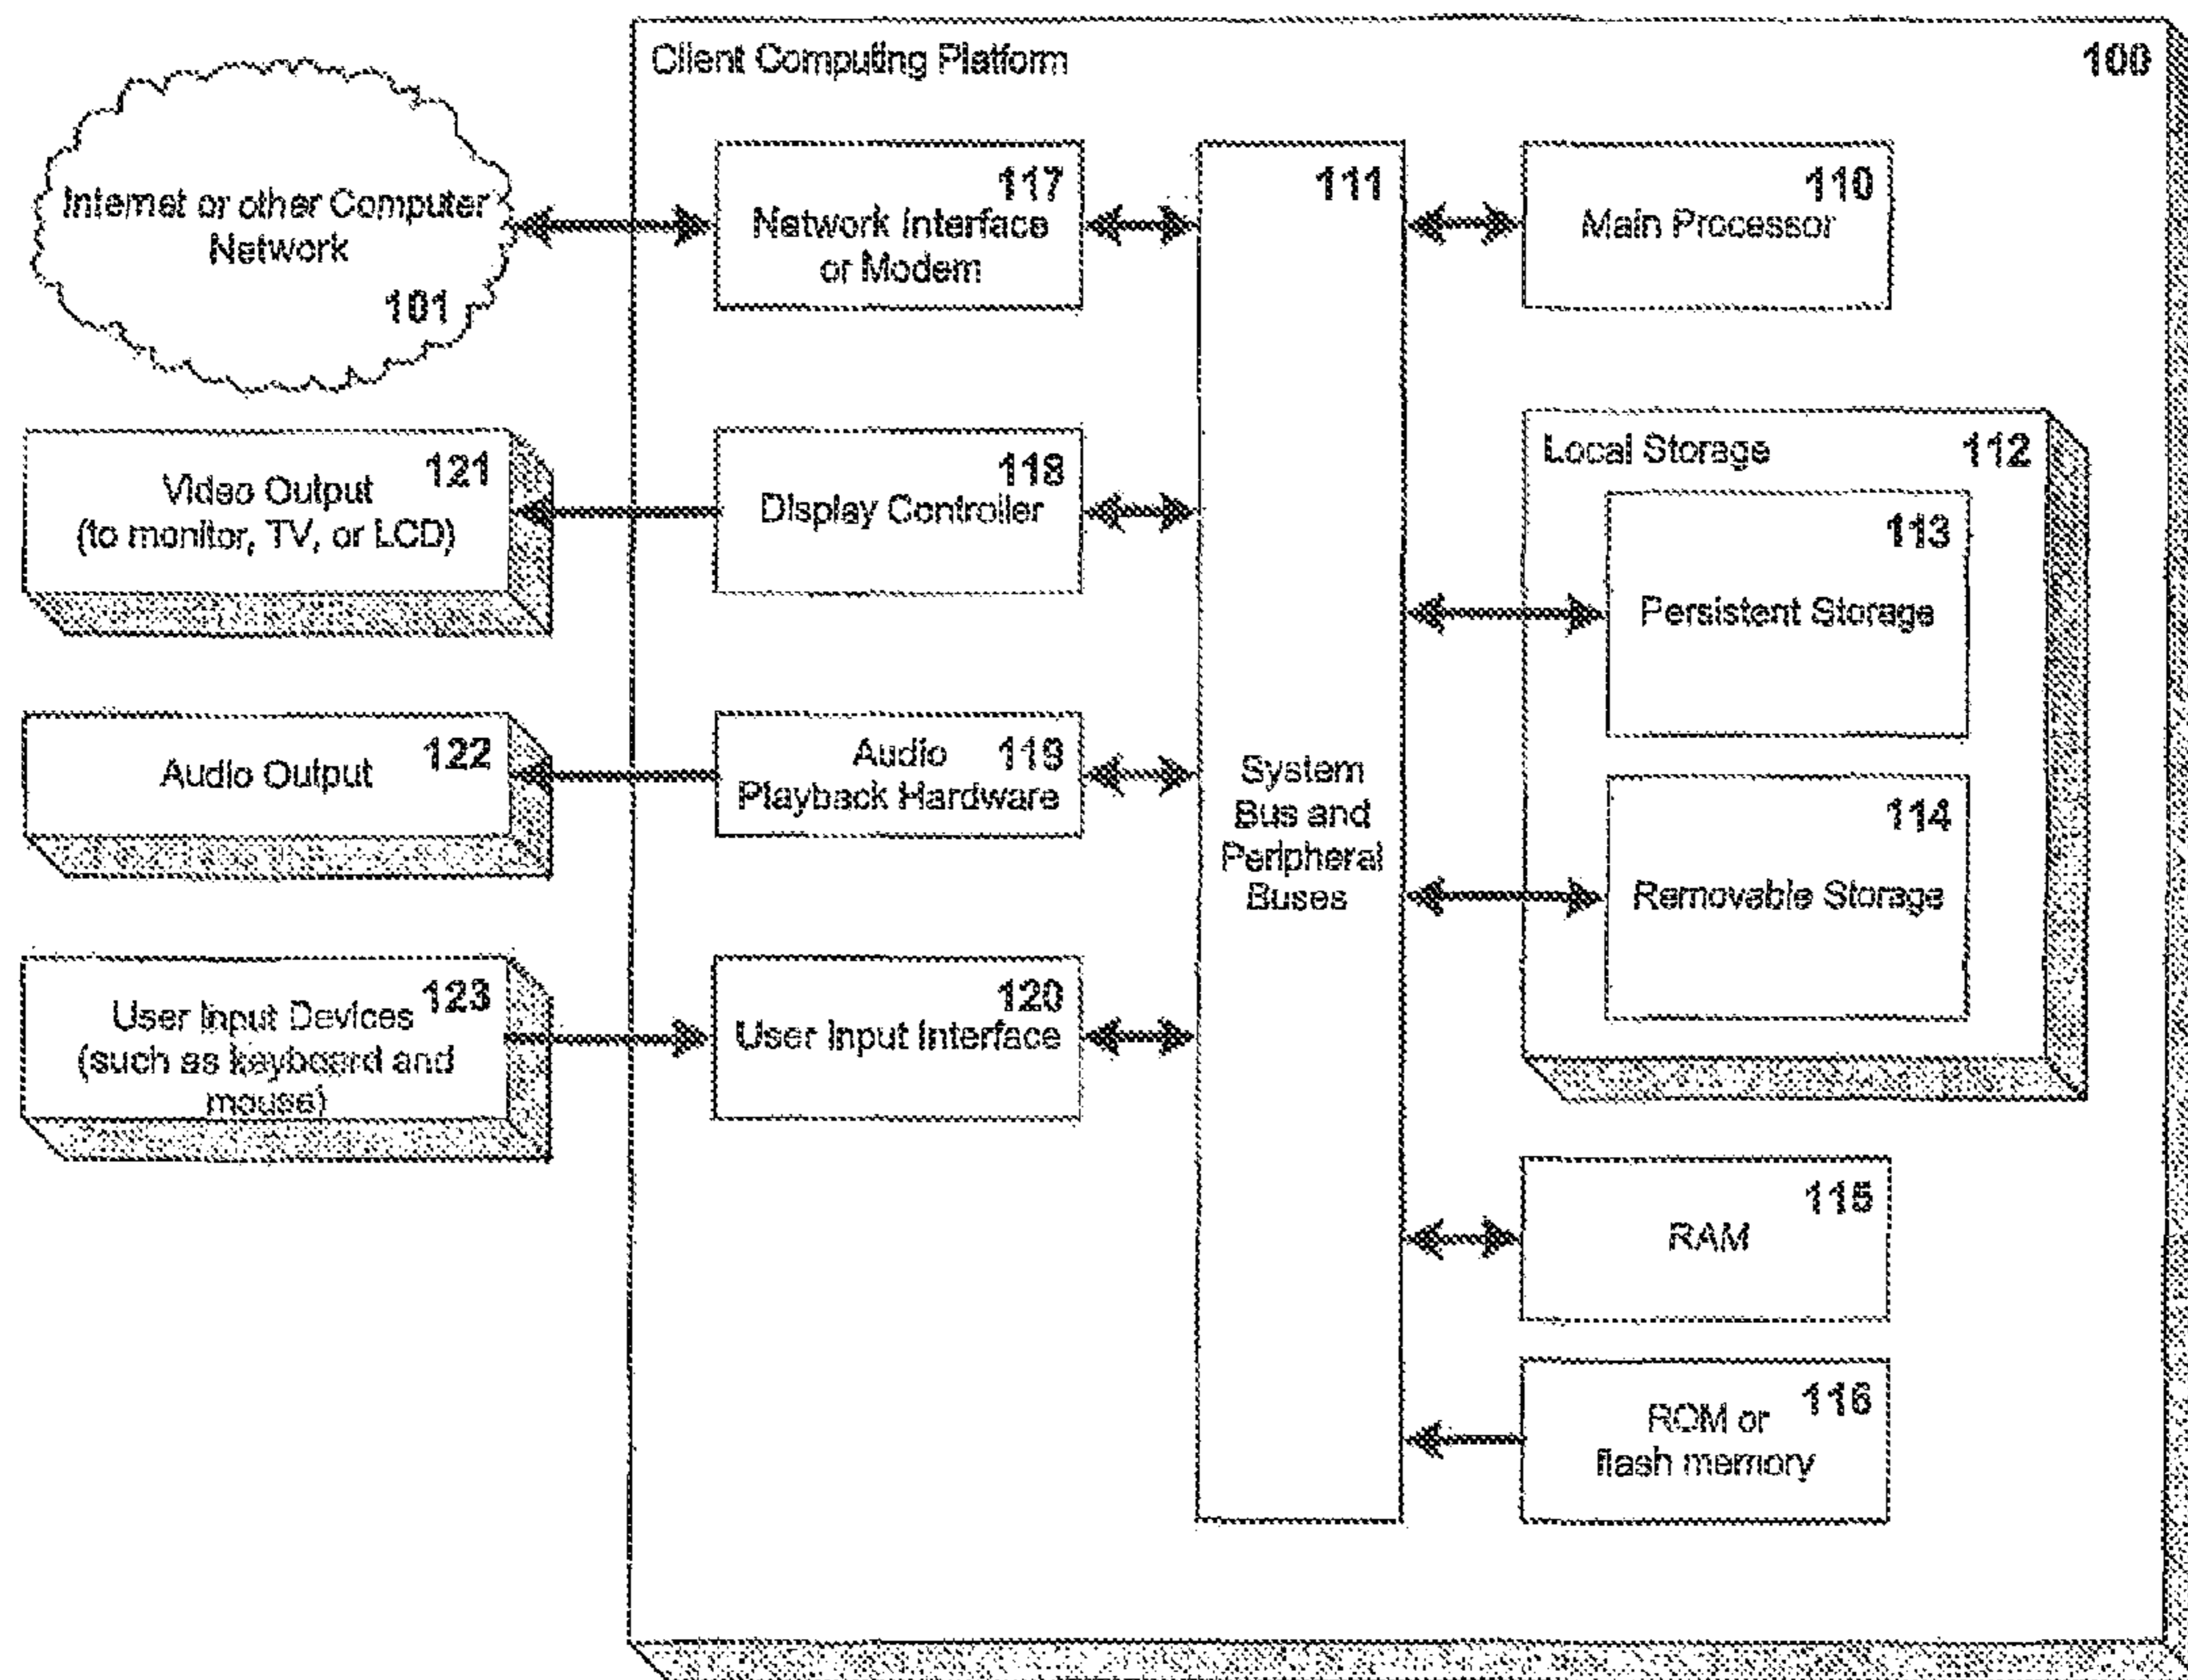 Client Computing Platform
100
Internet or other Computer
Network
101
117
Network Interface
or Modem
111
System
Bus and
Peripheral
Buses
110
Main Processor
121
Video Output
(to monitor, TV, or LCD)
118
Display Controller
Local Storage
112
113
Persistent Storage
122
Audio Output
Audio
119
Playback Hardware
114
Removable Storage
123
User Input Devices
(such as keyboard and
mouse)
120
User Input Interface
115
RAM
116
ROM or
flash memory